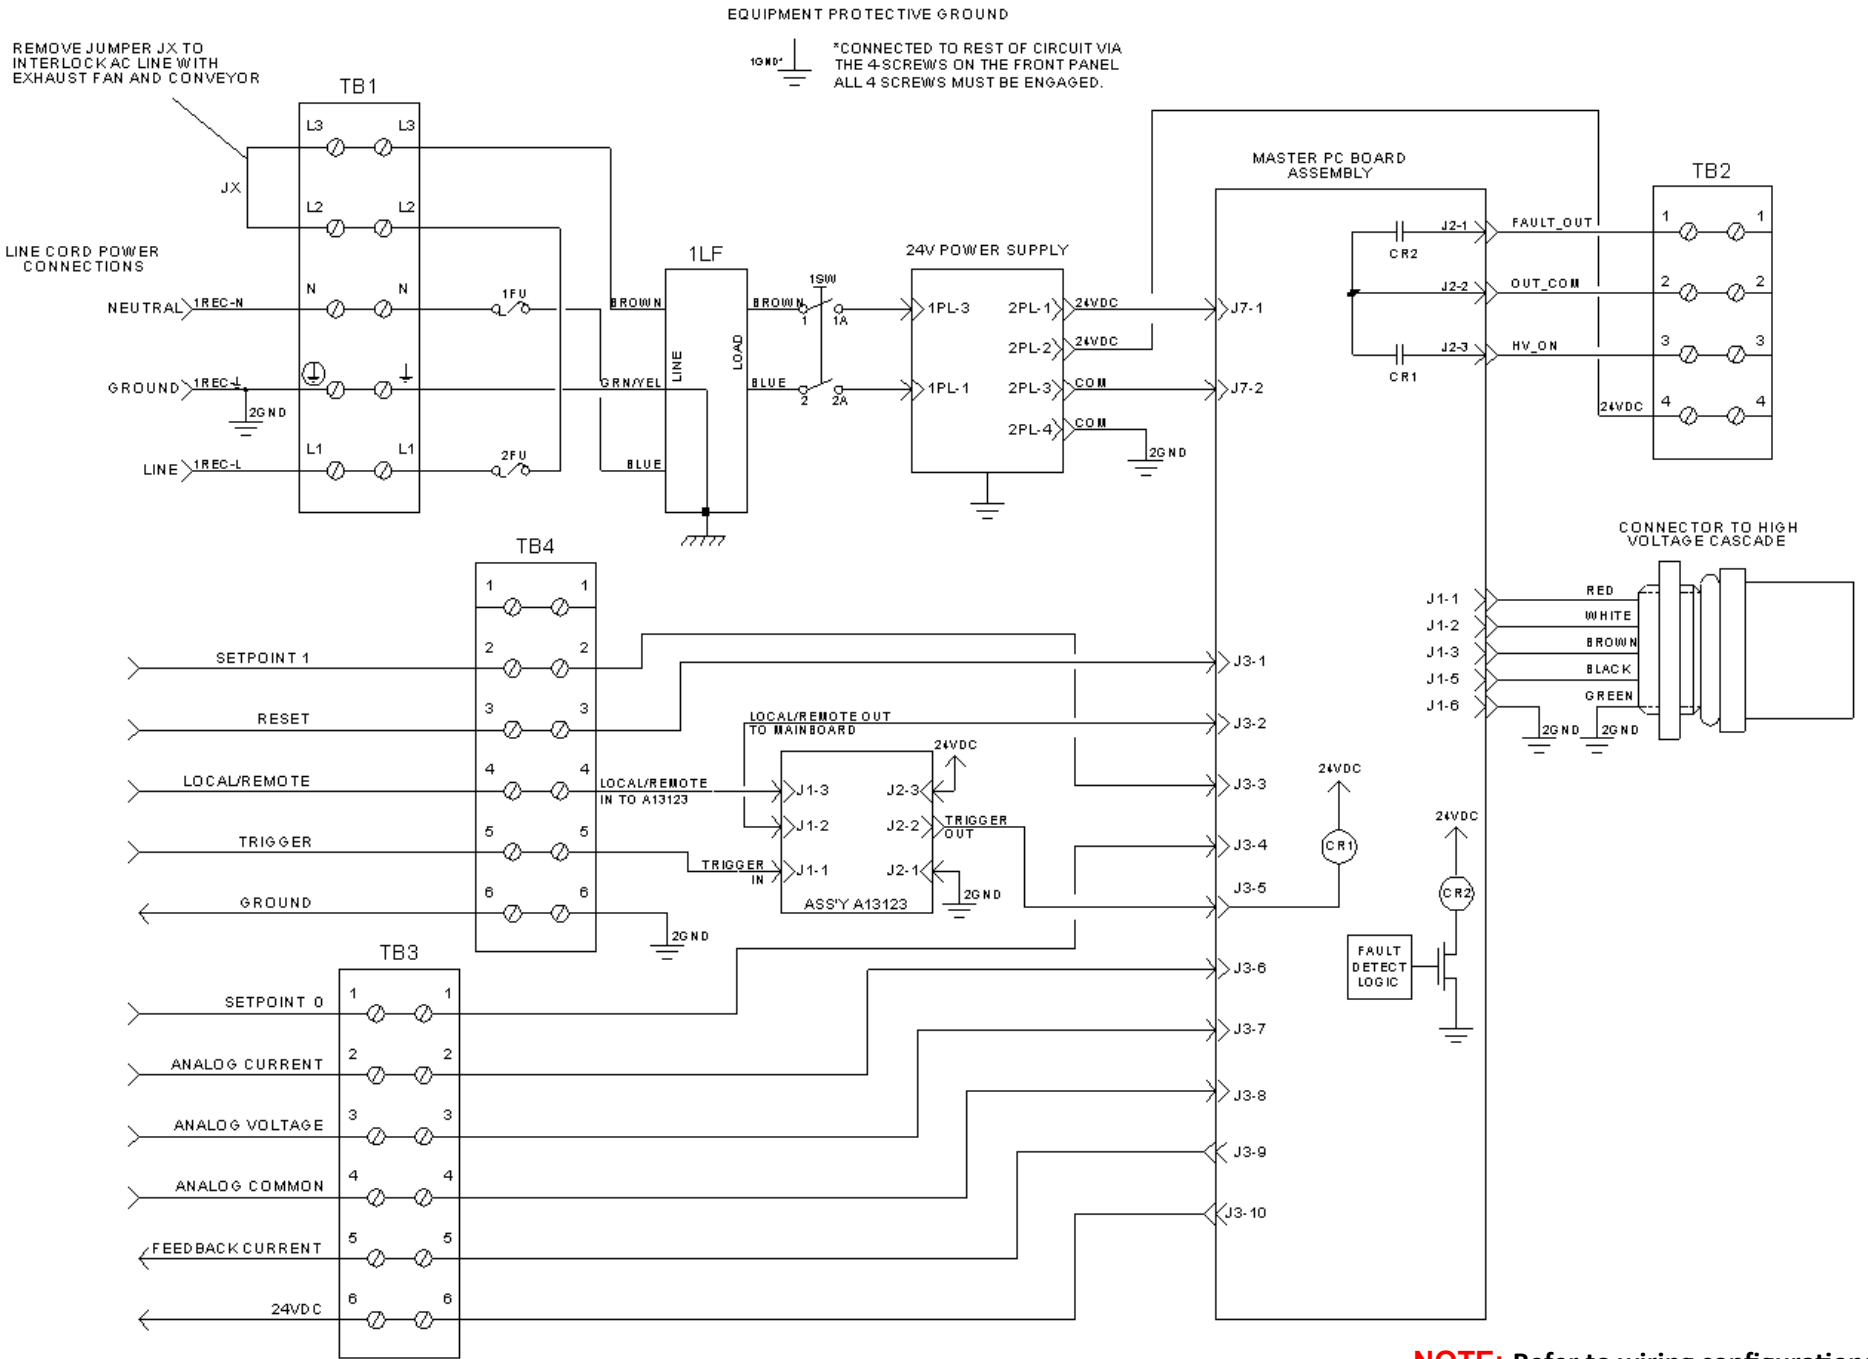 EQUIPMENT PROTECTIVE GROUND
1GND*
*CONNECTED TO REST OF CIRCUIT VIA
THE 4 SCREWS ON THE FRONT PANEL
ALL 4 SCREWS MUST BE ENGAGED.
REMOVE JUMPER JX TO
INTERLOCK AC LINE WITH
EXHAUST FAN AND CONVEYOR
JX
LINE CORD POWER
CONNECTIONS
NEUTRAL
1REC-N
GROUND
1REC-
2GND
LINE
1REC-L
TB1
L3 L3
L2 L2
N N
L1 L1
1FU
2FU
BROWN
GRN/YEL
BLUE
1LF
LINE
LOAD
BROWN
BLUE
1SW
1 1A
2 2A
24V POWER SUPPLY
1PL-3
1PL-1
2PL-1
2PL-2
2PL-3
2PL-4
24VDC
24VDC
COM
COM
2GND
MASTER PC BOARD
ASSEMBLY
J7-1
J7-2
CR2
CR1
J2-1
J2-2
J2-3
FAULT_OUT
OUT_COM
HV_ON
24VDC
TB2
1 1
2 2
3 3
4 4
CONNECTOR TO HIGH
VOLTAGE CASCADE
J1-1 RED
J1-2 WHITE
J1-3 BROWN
J1-5 BLACK
J1-6 GREEN
2GND 2GND
TB4
1 1
SETPOINT 1 2 2
RESET 3 3
LOCAL/REMOTE 4 4
TRIGGER 5 5
GROUND 6 6
2GND
LOCAL/REMOTE
IN TO A13123
LOCAL/REMOTE OUT
TO MAINBOARD
TRIGGER
IN
J1-3
J1-2
J1-1
J2-3
J2-2
J2-1
ASS'Y A13123
24VDC
TRIGGER
OUT
2GND
J3-1
J3-2
J3-3
J3-4
J3-5
J3-6
J3-7
J3-8
J3-9
J3-10
24VDC
CR1
24VDC
CR2
FAULT
DETECT
LOGIC
TB3
SETPOINT 0 1 1
ANALOG CURRENT 2 2
ANALOG VOLTAGE 3 3
ANALOG COMMON 4 4
FEEDBACK CURRENT 5 5
24VDC 6 6
NOTE: Refer to wiring configuration